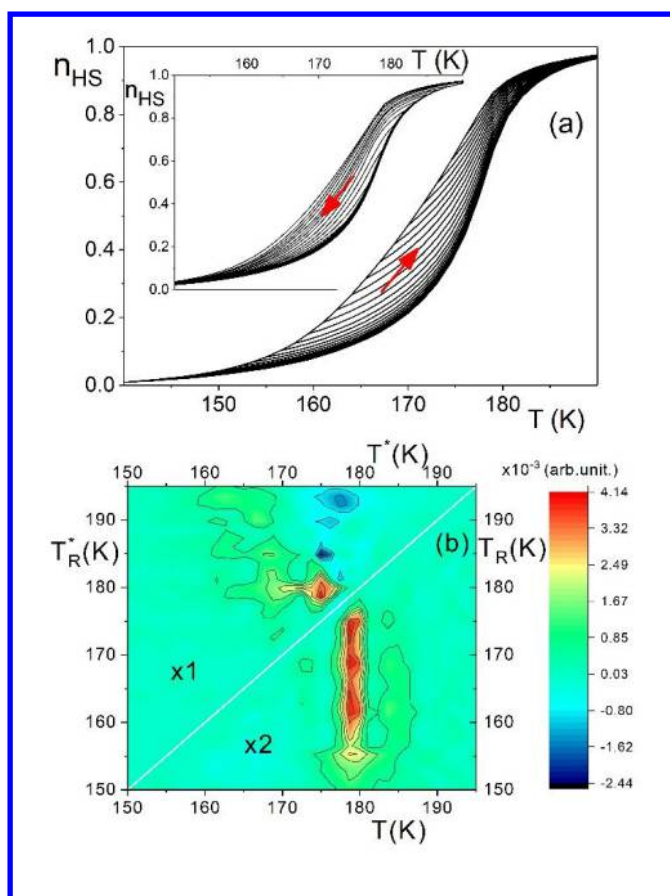 160 170 180
T (K)
1.0
n_HS
n_HS
1.0
0.8
0.6
0.4
0.2
0.0
(a)
0.8
0.6
0.4
0.2
0.0
150 160 170 180
T (K)
T*(K)
150 160 170 180 190
x10⁻³ (arb.unit.)
T*_R(K)
190
180
170
160
150
(b)
T_R(K)
190
180
170
160
150
x1
x2
150 160 170 180 190
T(K)
4.14
3.32
2.49
1.67
0.85
0.03
-0.80
-1.62
-2.44